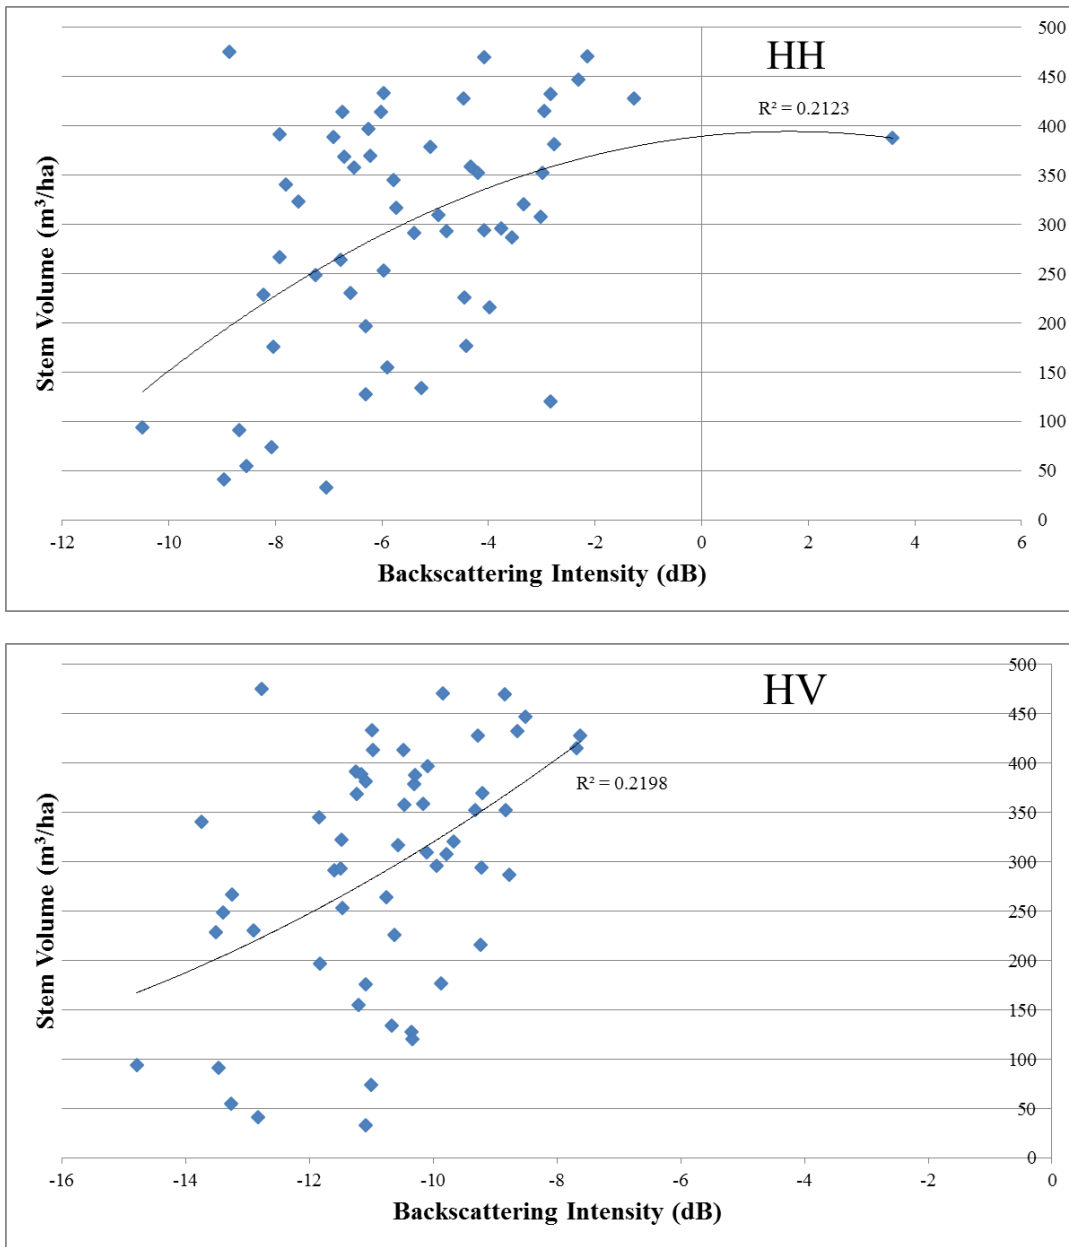 HH
R² = 0.2123
Stem Volume (m³/ha)
500
450
400
350
300
250
200
150
100
50
0
-12 -10 -8 -6 -4 -2 0 2 4 6
Backscattering Intensity (dB)
HV
R² = 0.2198
Stem Volume (m³/ha)
500
450
400
350
300
250
200
150
100
50
0
-16 -14 -12 -10 -8 -6 -4 -2 0
Backscattering Intensity (dB)